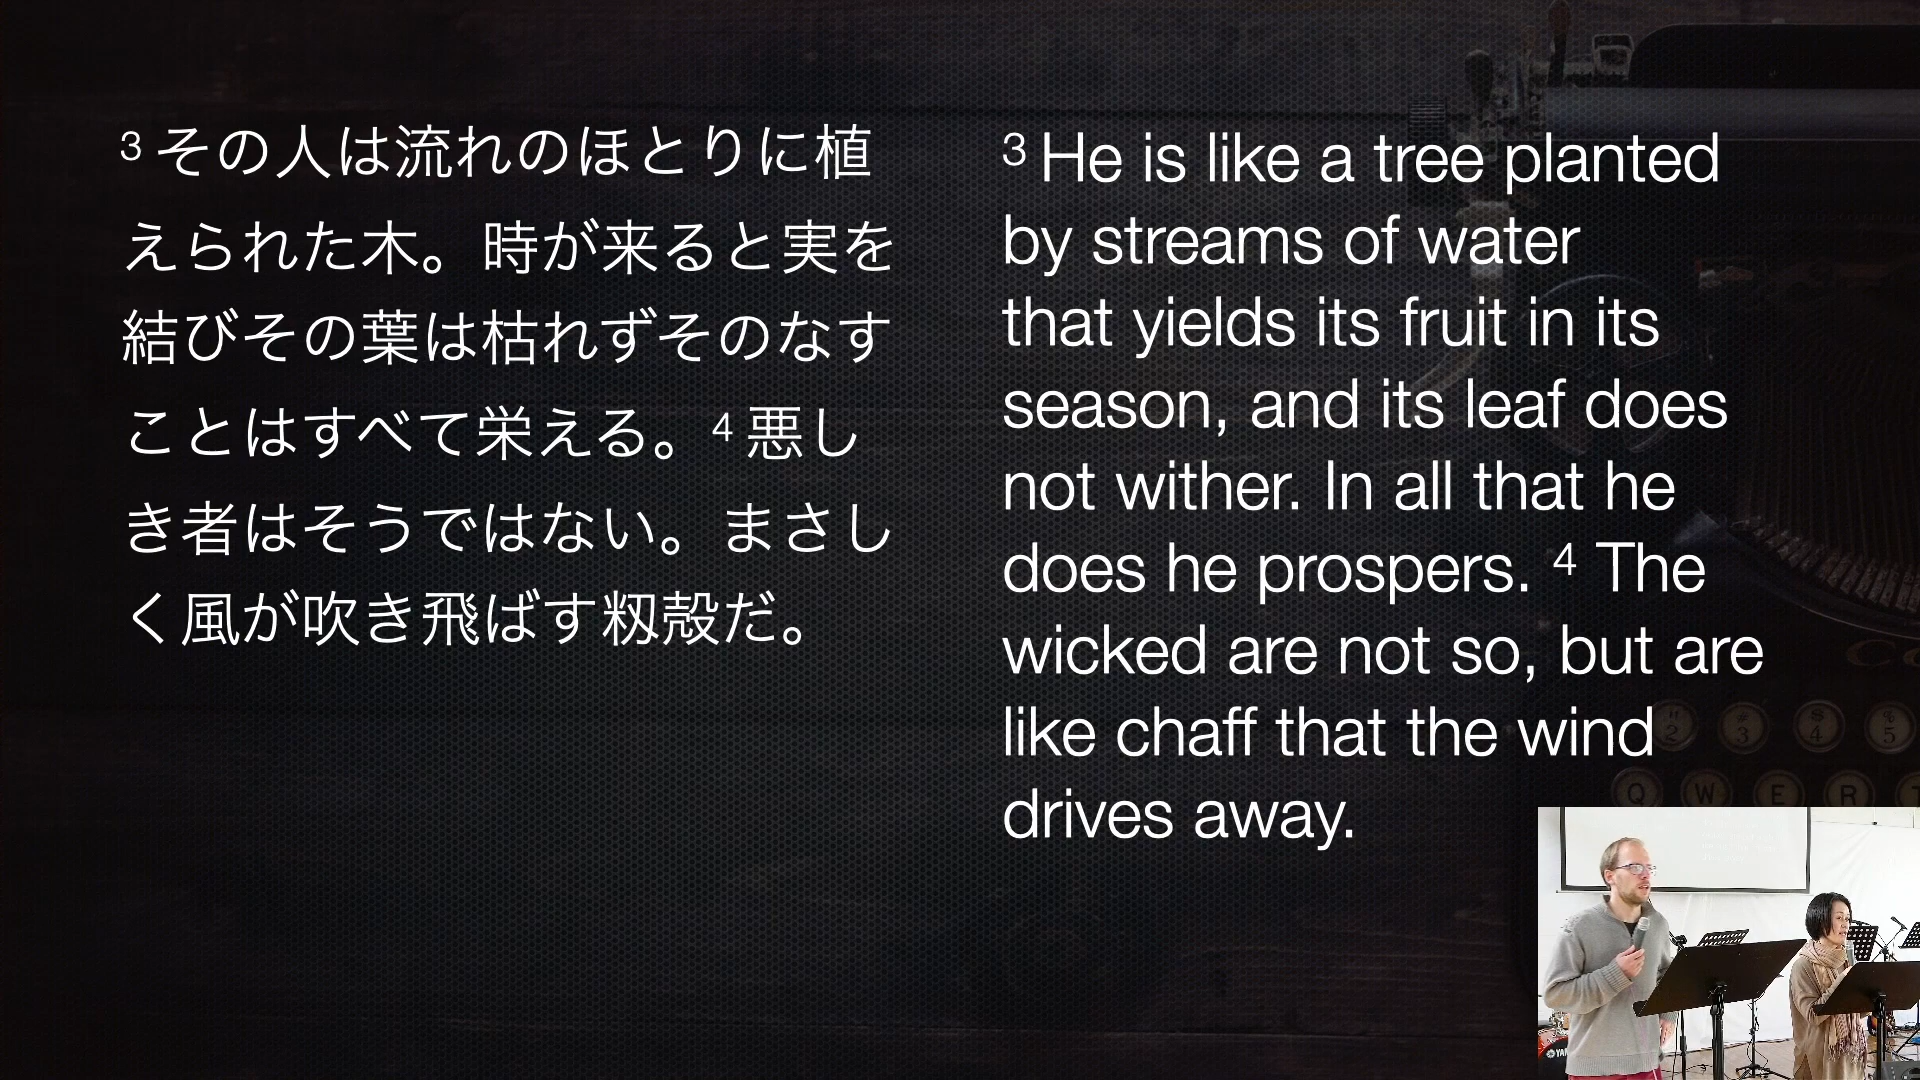 3 その人は流れのほとりに植
えられた木。時が来ると実を
結びその葉は枯れずそのなす
ことはすべて栄える。4 悪し
き者はそうではない。まさし
く風が吹き飛ばす籾殻だ。
3 He is like a tree planted
by streams of water
that yields its fruit in its
season, and its leaf does
not wither. In all that he
does he prospers. 4 The
wicked are not so, but are
like chaff that the wind
drives away.
" 2
# 3
$ 4
% 5
Q W E R T